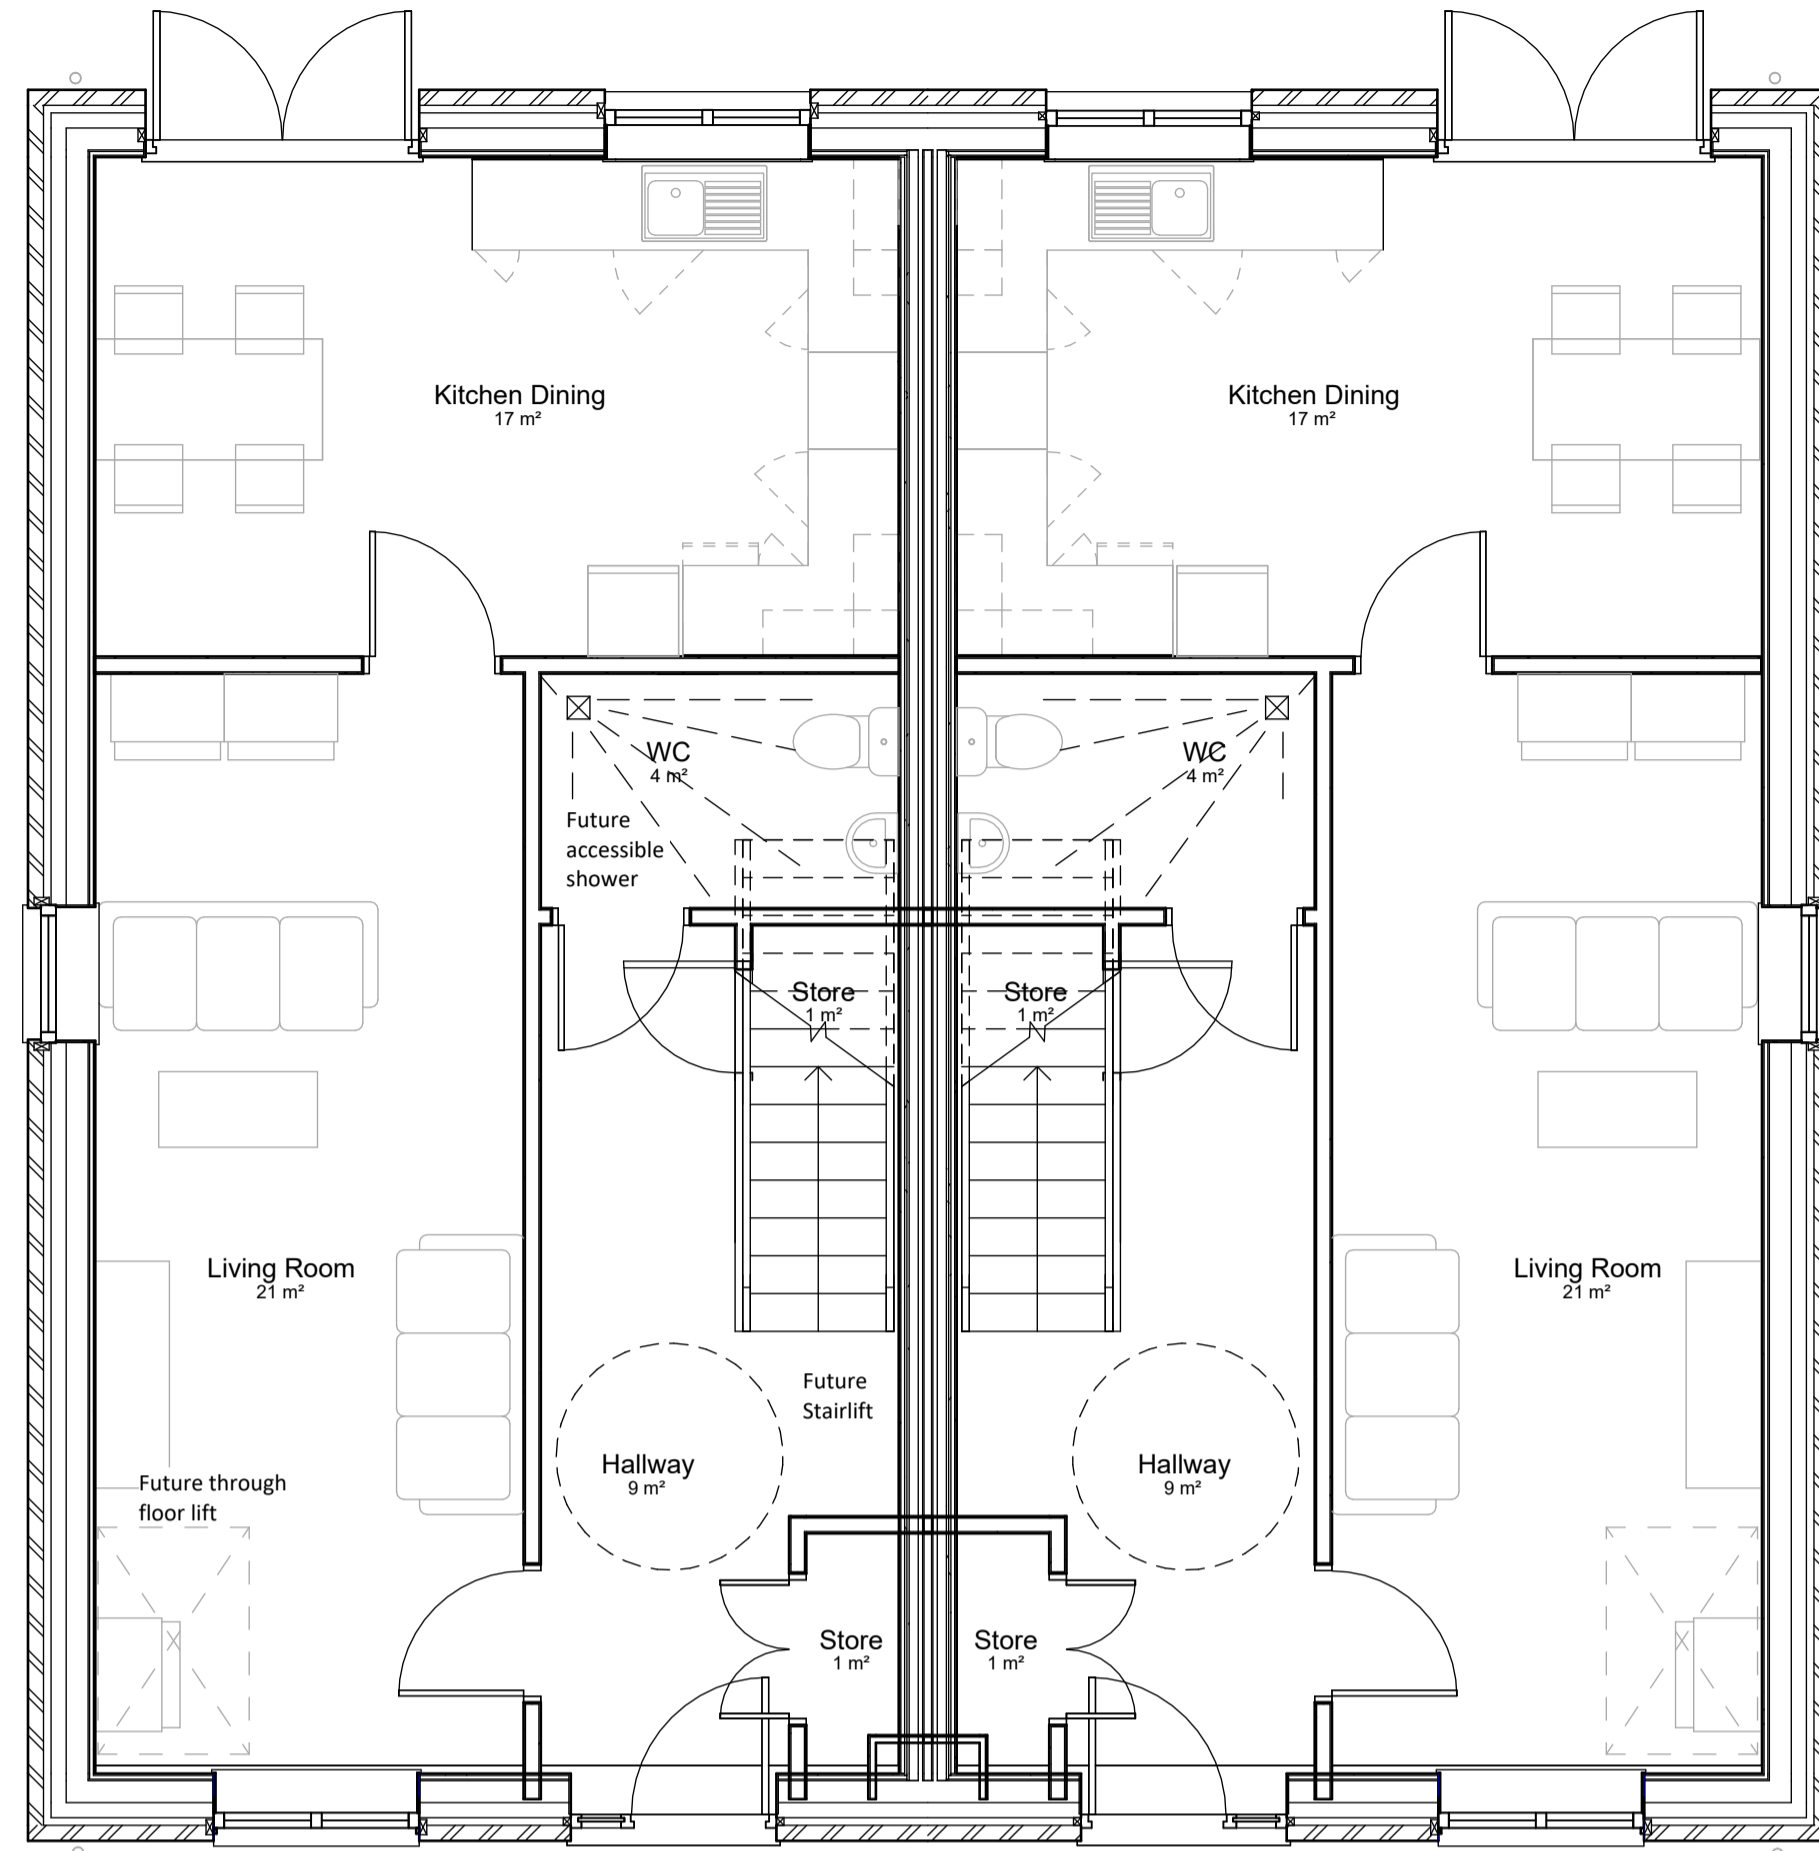 Kitchen Dining
17 m²
Kitchen Dining
17 m²
WC
4 m²
WC
4 m²
Future
accessible
shower
Store
1 m²
Store
1 m²
Living Room
21 m²
Living Room
21 m²
Future
Stairlift
Hallway
9 m²
Hallway
9 m²
Future through
floor lift
Store
1 m²
Store
1 m²